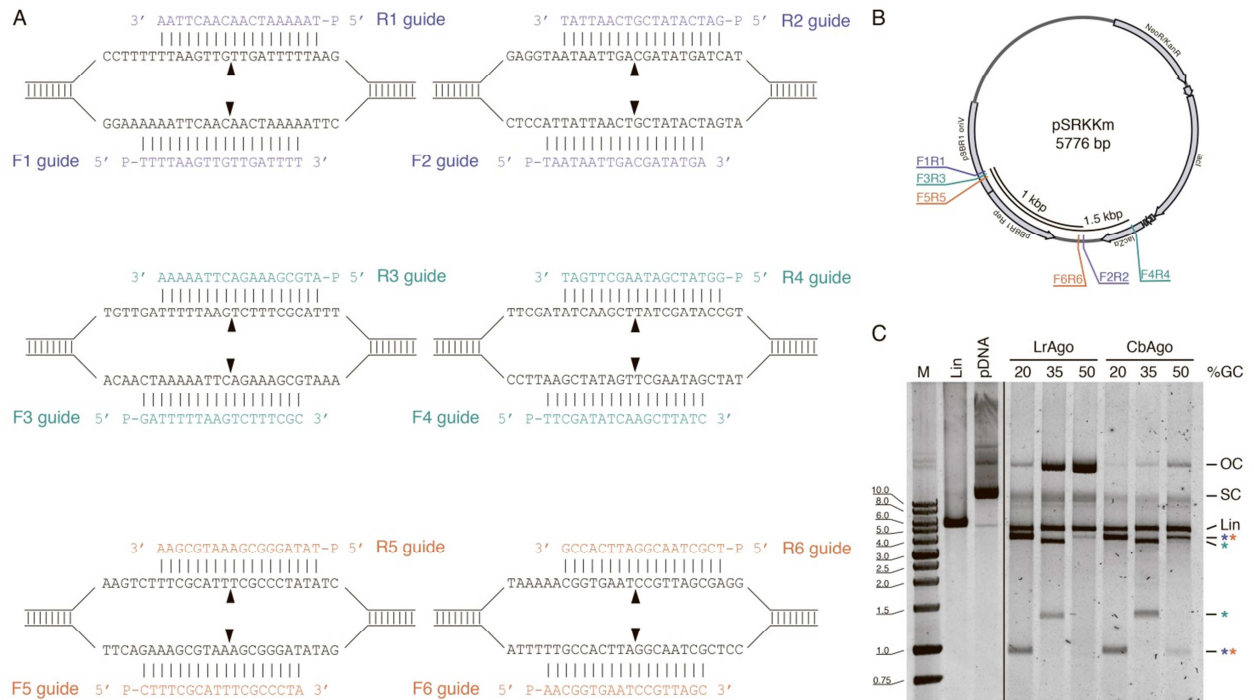 A
3' AATTCAACAACTAAAAAT-P 5' R1 guide
CCTTTTTTAAGTTGTTGATTTTTAAG
GGAAAAAATTCAACAACTAAAAATTC
F1 guide 5' P-TTTTAAGTTGTTGATTTT 3'
3' TATTAACTGCTATACTAG-P 5' R2 guide
GAGGTAATAATTGACGATATGATCAT
CTCCATTATTAACTGCTATACTAGTA
F2 guide 5' P-TAATAATTGACGATATGA 3'
3' AAAAATTCAGAAAGCGTA-P 5' R3 guide
TGTTGATTTTTAAGTCTTTCGCATTT
ACAACTAAAAATTCAGAAAGCGTAAA
F3 guide 5' P-GATTTTTAAGTCTTTCGC 3'
3' TAGTTCGAATAGCTATGG-P 5' R4 guide
TTCGATATCAAGCTTATCGATACCGT
CCTTAAGCTATAGTTCGAATAGCTAT
F4 guide 5' P-TTCGATATCAAGCTTATC 3'
3' AAGCGTAAAGCGGGATAT-P 5' R5 guide
AAGTCTTTCGCATTTCGCCCTATATC
TTCAGAAAGCGTAAAGCGGGATATAG
F5 guide 5' P-CTTTCGCATTTCGCCCTA 3'
3' GCCACTTAGGCAATCGCT-P 5' R6 guide
TAAAAACGGTGAATCCGTTAGCGAGG
ATTTTTGCCACTTAGGCAATCGCTCC
F6 guide 5' P-AACGGTGAATCCGTTAGC 3'
B
NeoR/KanR
pSRKKm
5776 bp
pBBR1 oriV
lacI
F1R1
F3R3
F5R5
1 kbp
1.5 kbp
pBBR1 Rep
lacZα
F6R6
F2R2
F4R4
C
LrAgo
CbAgo
M Lin pDNA 20 35 50 20 35 50 %GC
OC
SC
Lin
**
*
*
**
10.0
8.0
6.0
5.0
4.0
3.0
2.5
2.0
1.5
1.0
0.75